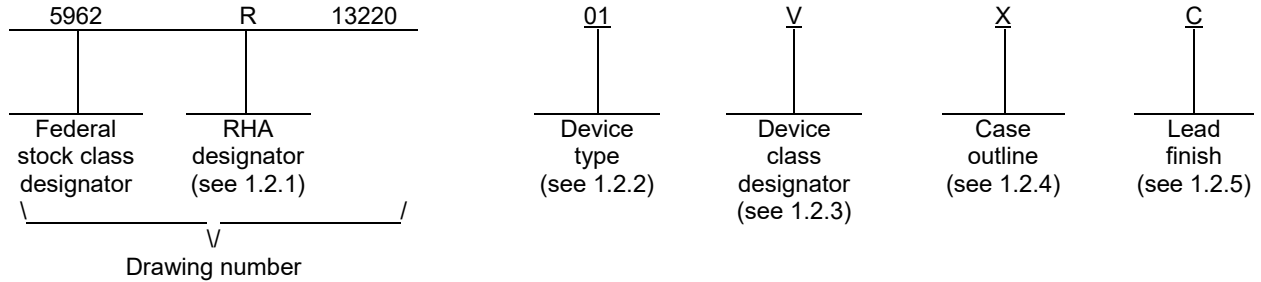 5962 R 13220 01 V X C
Federal stock class designator
RHA designator (see 1.2.1)
Device type (see 1.2.2)
Device class designator (see 1.2.3)
Case outline (see 1.2.4)
Lead finish (see 1.2.5)
Drawing number